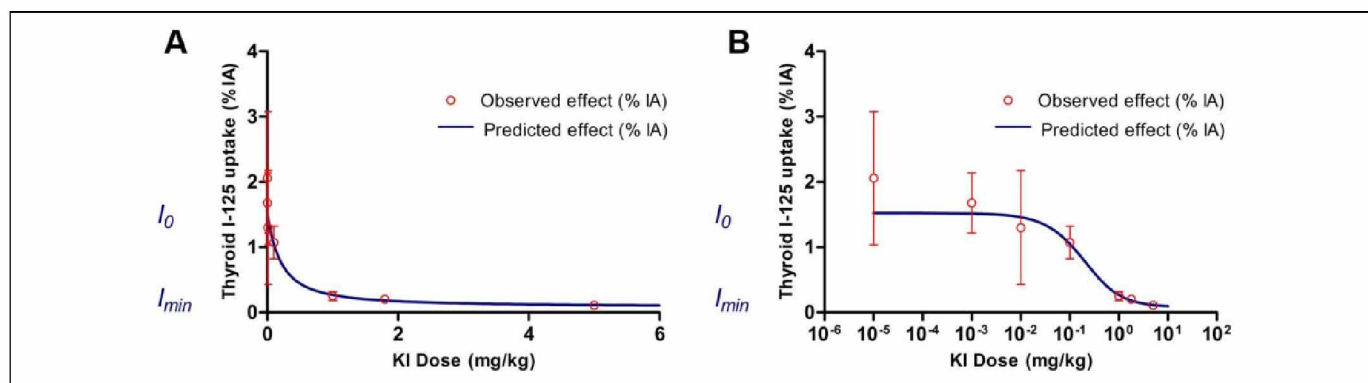 A
Thyroid I-125 uptake (% IA)
4
3
2
1
0
I₀
Iₘᵢₙ
Observed effect (% IA)
Predicted effect (% IA)
0
2
4
6
KI Dose (mg/kg)
B
Thyroid I-125 uptake (% IA)
4
3
2
1
0
I₀
Iₘᵢₙ
Observed effect (% IA)
Predicted effect (% IA)
10⁻⁶ 10⁻⁵ 10⁻⁴ 10⁻³ 10⁻² 10⁻¹ 10⁰ 10¹ 10²
KI Dose (mg/kg)